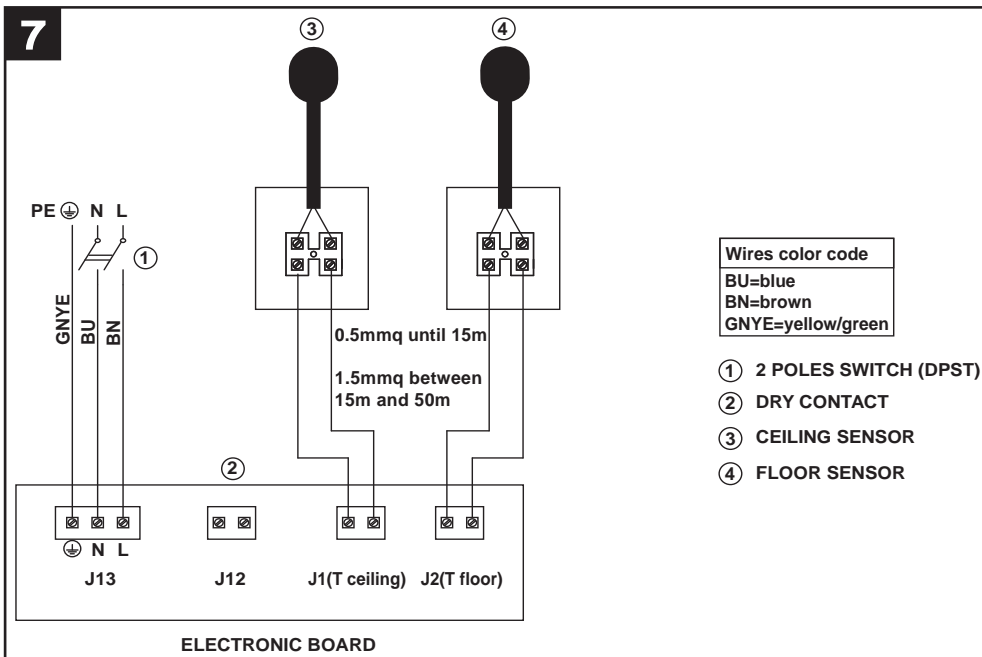 7
3
4
PE N L
1
GNYE
BU
BN
0.5mmq until 15m
1.5mmq between
15m and 50m
Wires color code
BU=blue
BN=brown
GNYE=yellow/green
1 2 POLES SWITCH (DPST)
2 DRY CONTACT
3 CEILING SENSOR
4 FLOOR SENSOR
2
N L
J13
J12
J1(T ceiling)
J2(T floor)
ELECTRONIC BOARD